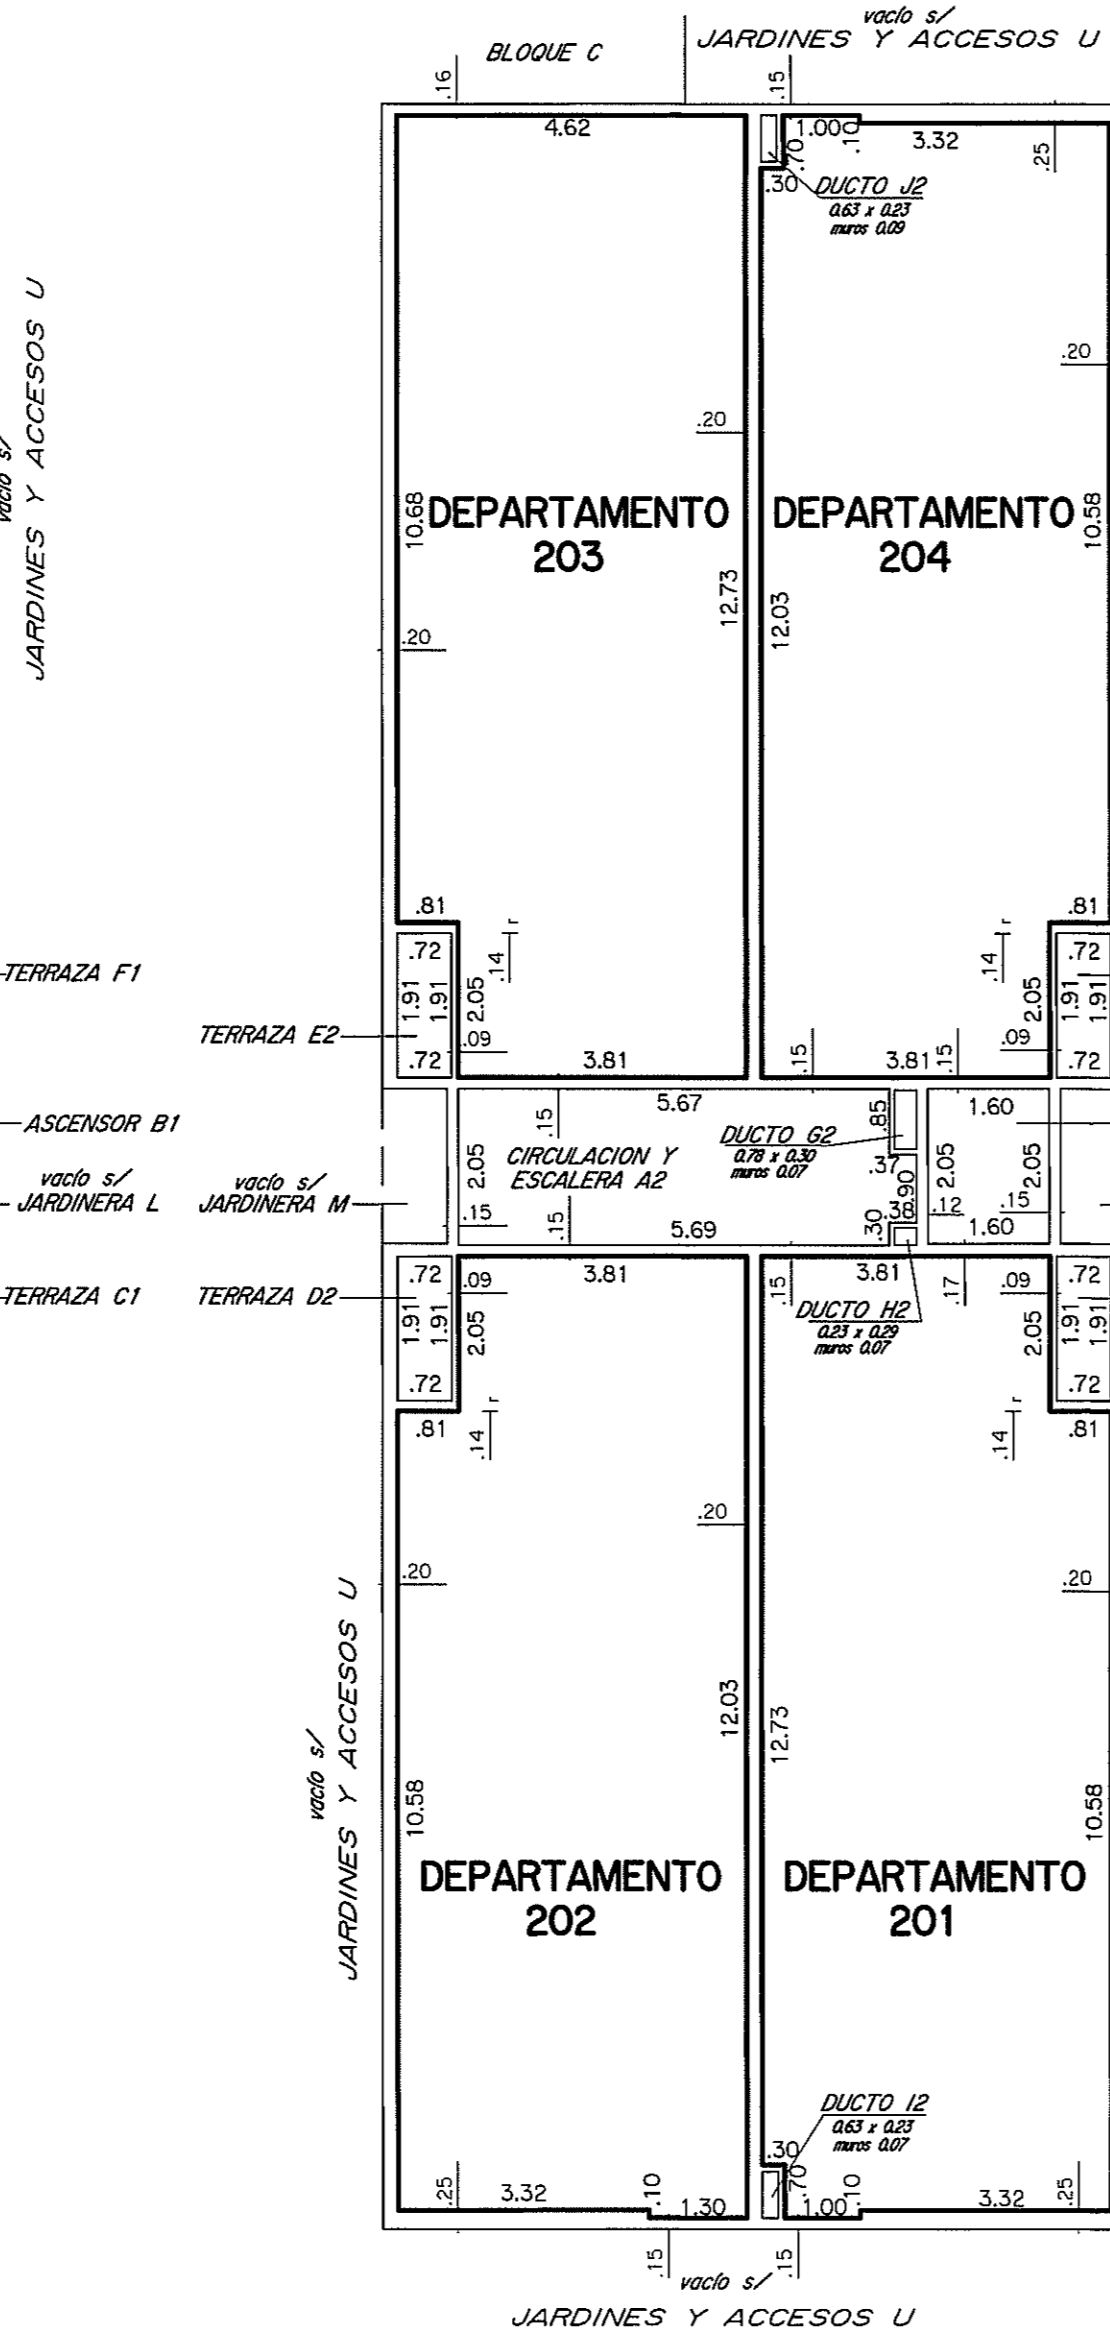 vacío s/
JARDINES Y ACCESOS U
BLOQUE C
.16
.15
4.62
1.00
.10
3.32
.25
.70
.30
DUCTO J2
0.63 x 0.23
muros 0.09
vacío s/
JARDINES Y ACCESOS U
.20
.20
10.68
DEPARTAMENTO
203
DEPARTAMENTO
204
10.58
12.73
12.03
.20
.81
.81
.72
.14
r
.14
r
.72
TERRAZA F1
1.91
1.91
2.05
2.05
1.91
1.91
TERRAZA E2
.09
.09
.72
3.81
.15
3.81
.15
.72
ASCENSOR B1
.15
5.67
.85
1.60
CIRCULACION Y
ESCALERA A2
DUCTO G2
0.78 x 0.30
muros 0.07
.37
2.05
.90
2.05
2.05
vacío s/
JARDINERA L
vacío s/
JARDINERA M
.15
.15
5.69
.30
.38
.12
.15
1.60
TERRAZA C1
TERRAZA D2
.72
.09
3.81
.15
3.81
.17
.09
.72
1.91
1.91
2.05
DUCTO H2
0.23 x 0.29
muros 0.07
2.05
1.91
1.91
.72
.72
.81
.14
r
.14
r
.81
.20
.20
.20
vacío s/
JARDINES Y ACCESOS U
12.03
12.73
10.58
10.58
DEPARTAMENTO
202
DEPARTAMENTO
201
DUCTO I2
0.63 x 0.23
muros 0.07
.30
.25
3.32
.10
1.30
.70
1.00
.10
3.32
.25
.15
.15
vacío s/
JARDINES Y ACCESOS U